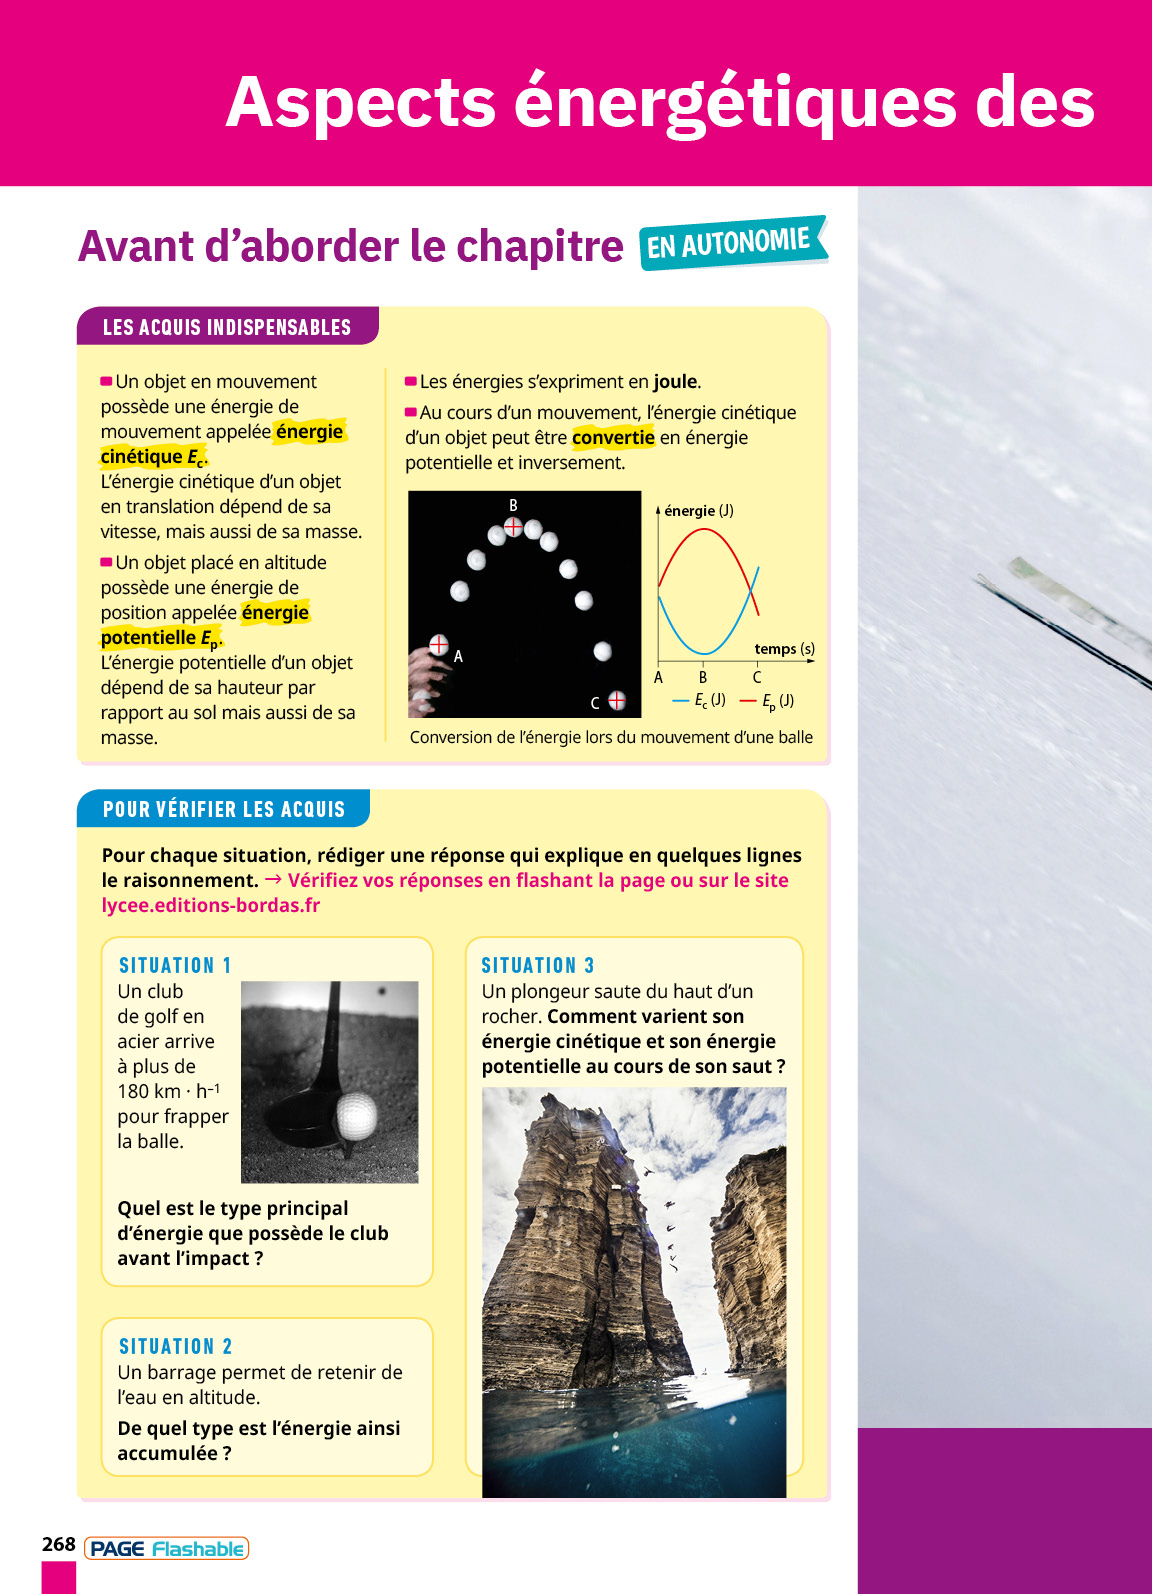 Aspects énergétiques des
Avant d’aborder le chapitre
EN AUTONOMIE
LES ACQUIS INDISPENSABLES
Un objet en mouvement
possède une énergie de
mouvement appelée énergie
cinétique Ec.
L’énergie cinétique d’un objet
en translation dépend de sa
vitesse, mais aussi de sa masse.
Un objet placé en altitude
possède une énergie de
position appelée énergie
potentielle Ep.
L’énergie potentielle d’un objet
dépend de sa hauteur par
rapport au sol mais aussi de sa
masse.
Les énergies s’expriment en joule.
Au cours d’un mouvement, l’énergie cinétique
d’un objet peut être convertie en énergie
potentielle et inversement.
B
A
C
énergie (J)
temps (s)
A B C
Ec (J) Ep (J)
Conversion de l’énergie lors du mouvement d’une balle
POUR VÉRIFIER LES ACQUIS
Pour chaque situation, rédiger une réponse qui explique en quelques lignes
le raisonnement. → Vérifiez vos réponses en flashant la page ou sur le site
lycee.editions-bordas.fr
SITUATION 1
Un club
de golf en
acier arrive
à plus de
180 km · h⁻¹
pour frapper
la balle.
Quel est le type principal
d’énergie que possède le club
avant l’impact ?
SITUATION 2
Un barrage permet de retenir de
l’eau en altitude.
De quel type est l’énergie ainsi
accumulée ?
SITUATION 3
Un plongeur saute du haut d’un
rocher. Comment varient son
énergie cinétique et son énergie
potentielle au cours de son saut ?
268 PAGE Flashable